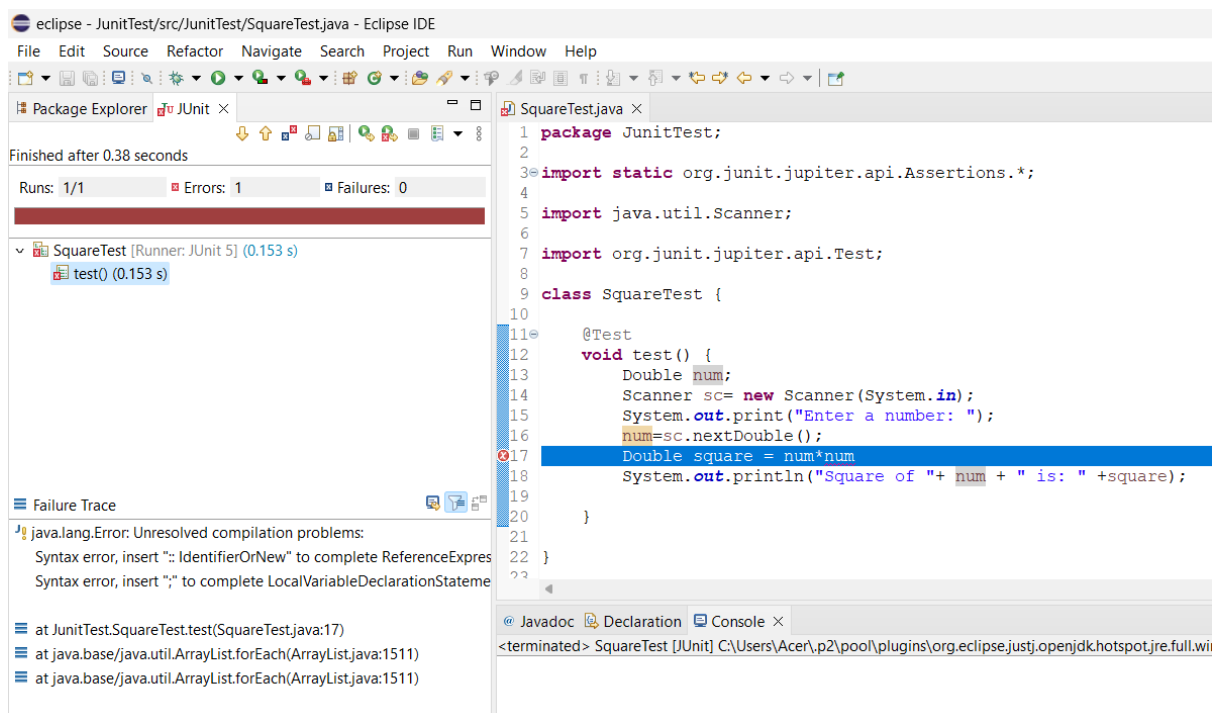 eclipse - JunitTest/src/JunitTest/SquareTest.java - Eclipse IDE
File Edit Source Refactor Navigate Search Project Run Window Help
Package Explorer JUnit
Finished after 0.38 seconds
Runs: 1/1 Errors: 1 Failures: 0
SquareTest [Runner: JUnit 5] (0.153 s)
test() (0.153 s)
Failure Trace
java.lang.Error: Unresolved compilation problems:
Syntax error, insert ":: IdentifierOrNew" to complete ReferenceExpres
Syntax error, insert ";" to complete LocalVariableDeclarationStateme
at JunitTest.SquareTest.test(SquareTest.java:17)
at java.base/java.util.ArrayList.forEach(ArrayList.java:1511)
at java.base/java.util.ArrayList.forEach(ArrayList.java:1511)
SquareTest.java
1 package JunitTest;
2
3 import static org.junit.jupiter.api.Assertions.*;
4
5 import java.util.Scanner;
6
7 import org.junit.jupiter.api.Test;
8
9 class SquareTest {
10
11 @Test
12 void test() {
13 Double num;
14 Scanner sc= new Scanner(System.in);
15 System.out.print("Enter a number: ");
16 num=sc.nextDouble();
17 Double square = num*num
18 System.out.println("Square of "+ num + " is: " +square);
19
20 }
21
22 }
23
@ Javadoc Declaration Console
<terminated> SquareTest [JUnit] C:\Users\Acer\.p2\pool\plugins\org.eclipse.justj.openjdk.hotspot.jre.full.wi